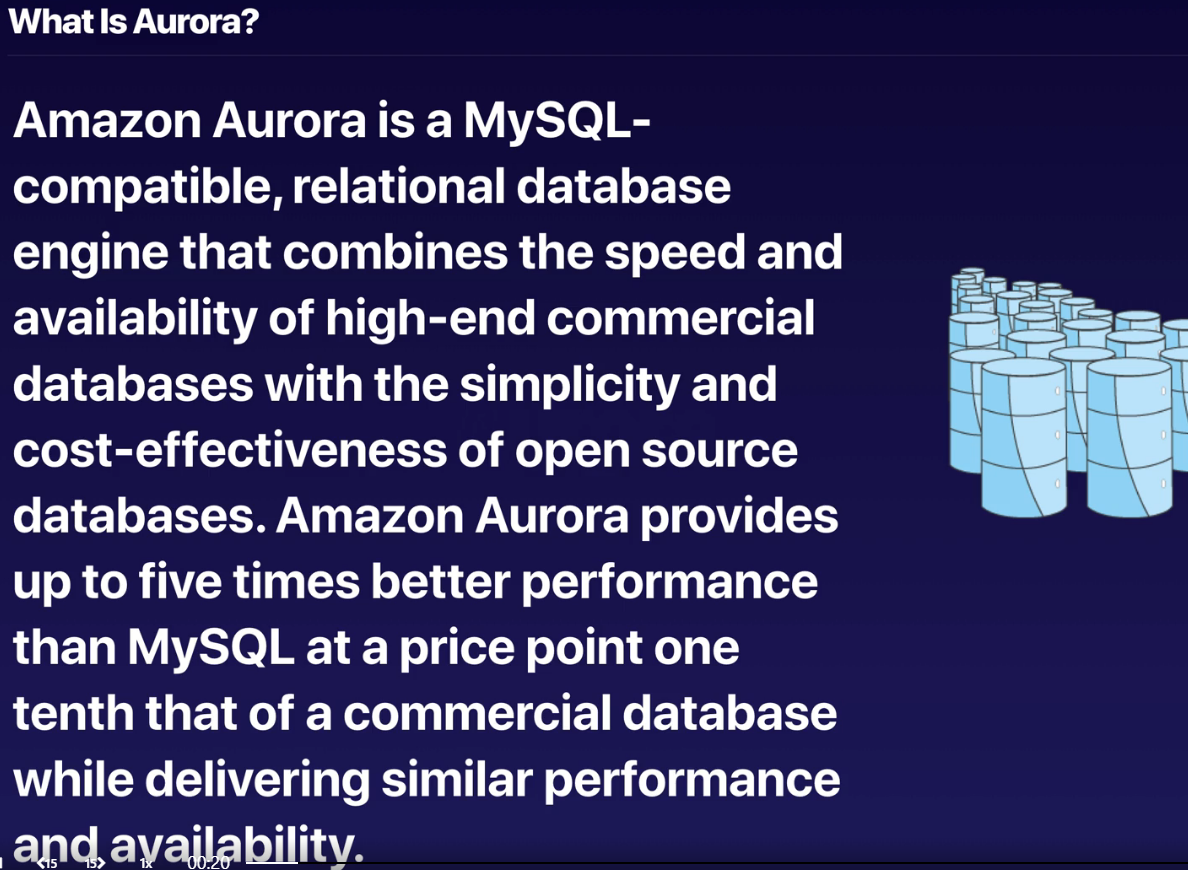 What Is Aurora?
Amazon Aurora is a MySQL-
compatible, relational database
engine that combines the speed and
availability of high-end commercial
databases with the simplicity and
cost-effectiveness of open source
databases. Amazon Aurora provides
up to five times better performance
than MySQL at a price point one
tenth that of a commercial database
while delivering similar performance
and availability.
15 15 1x 00:20